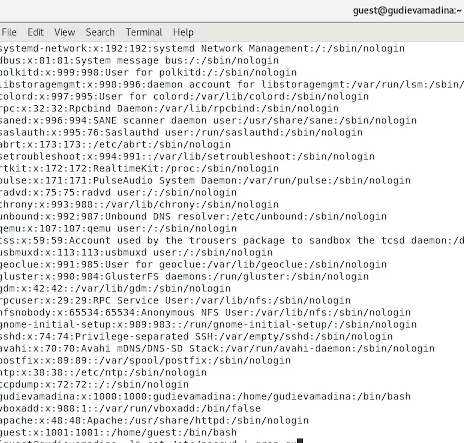 guest@gudievamadina:~
File Edit View Search Terminal Help
systemd-network:x:192:192:systemd Network Management:/:/sbin/nologin
dbus:x:81:81:System message bus:/:/sbin/nologin
polkitd:x:999:998:User for polkitd:/:/sbin/nologin
libstoragemgmt:x:998:996:daemon account for libstoragemgmt:/var/run/lsm:/sbin/
colord:x:997:995:User for colord:/var/lib/colord:/sbin/nologin
rpc:x:32:32:Rpcbind Daemon:/var/lib/rpcbind:/sbin/nologin
saned:x:996:994:SANE scanner daemon user:/usr/share/sane:/sbin/nologin
saslauth:x:995:76:Saslauthd user:/run/saslauthd:/sbin/nologin
abrt:x:173:173::/etc/abrt:/sbin/nologin
setroubleshoot:x:994:991::/var/lib/setroubleshoot:/sbin/nologin
rtkit:x:172:172:RealtimeKit:/proc:/sbin/nologin
pulse:x:171:171:PulseAudio System Daemon:/var/run/pulse:/sbin/nologin
radvd:x:75:75:radvd user:/:/sbin/nologin
chrony:x:993:988::/var/lib/chrony:/sbin/nologin
unbound:x:992:987:Unbound DNS resolver:/etc/unbound:/sbin/nologin
qemu:x:107:107:qemu user:/:/sbin/nologin
tss:x:59:59:Account used by the trousers package to sandbox the tcsd daemon:/d
usbmuxd:x:113:113:usbmuxd user:/:/sbin/nologin
geoclue:x:991:985:User for geoclue:/var/lib/geoclue:/sbin/nologin
gluster:x:990:984:GlusterFS daemons:/run/gluster:/sbin/nologin
gdm:x:42:42::/var/lib/gdm:/sbin/nologin
rpcuser:x:29:29:RPC Service User:/var/lib/nfs:/sbin/nologin
nfsnobody:x:65534:65534:Anonymous NFS User:/var/lib/nfs:/sbin/nologin
gnome-initial-setup:x:989:983::/run/gnome-initial-setup/:/sbin/nologin
sshd:x:74:74:Privilege-separated SSH:/var/empty/sshd:/sbin/nologin
avahi:x:70:70:Avahi mDNS/DNS-SD Stack:/var/run/avahi-daemon:/sbin/nologin
postfix:x:89:89::/var/spool/postfix:/sbin/nologin
ntp:x:38:38::/etc/ntp:/sbin/nologin
tcpdump:x:72:72::/:/sbin/nologin
gudievamadina:x:1000:1000:gudievamadina:/home/gudievamadina:/bin/bash
vboxadd:x:988:1::/var/run/vboxadd:/bin/false
apache:x:48:48:Apache:/usr/share/httpd:/sbin/nologin
guest:x:1001:1001::/home/guest:/bin/bash